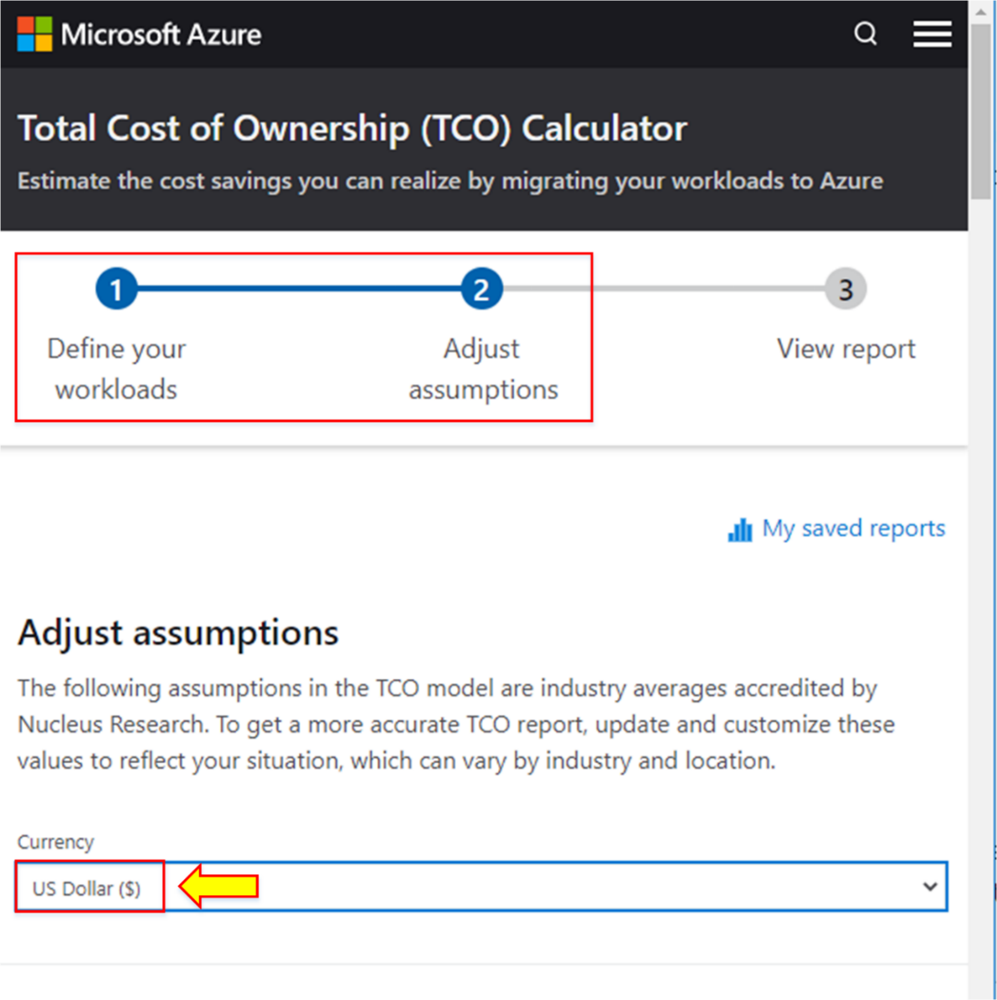 Microsoft Azure
Total Cost of Ownership (TCO) Calculator
Estimate the cost savings you can realize by migrating your workloads to Azure
1
2
3
Define your
workloads
Adjust
assumptions
View report
My saved reports
Adjust assumptions
The following assumptions in the TCO model are industry averages accredited by
Nucleus Research. To get a more accurate TCO report, update and customize these
values to reflect your situation, which can vary by industry and location.
Currency
US Dollar ($)